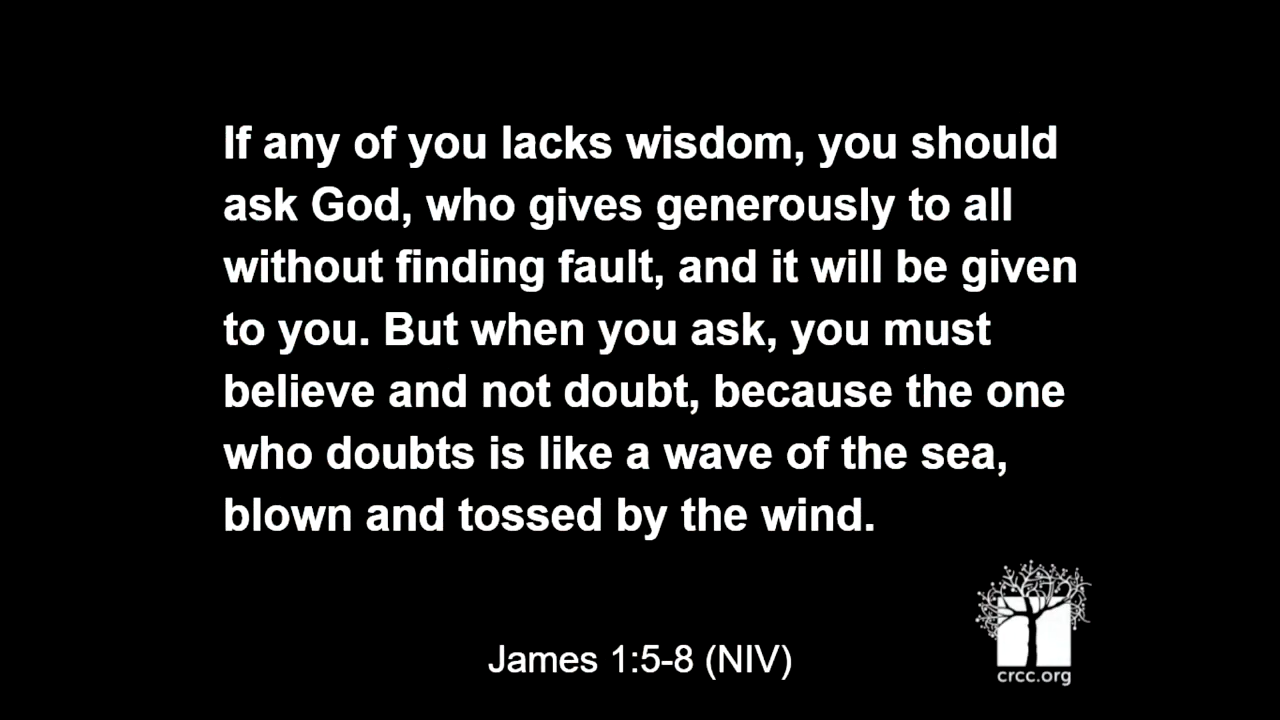 If any of you lacks wisdom, you should
ask God, who gives generously to all
without finding fault, and it will be given
to you. But when you ask, you must
believe and not doubt, because the one
who doubts is like a wave of the sea,
blown and tossed by the wind.
James 1:5-8 (NIV)
crcc.org